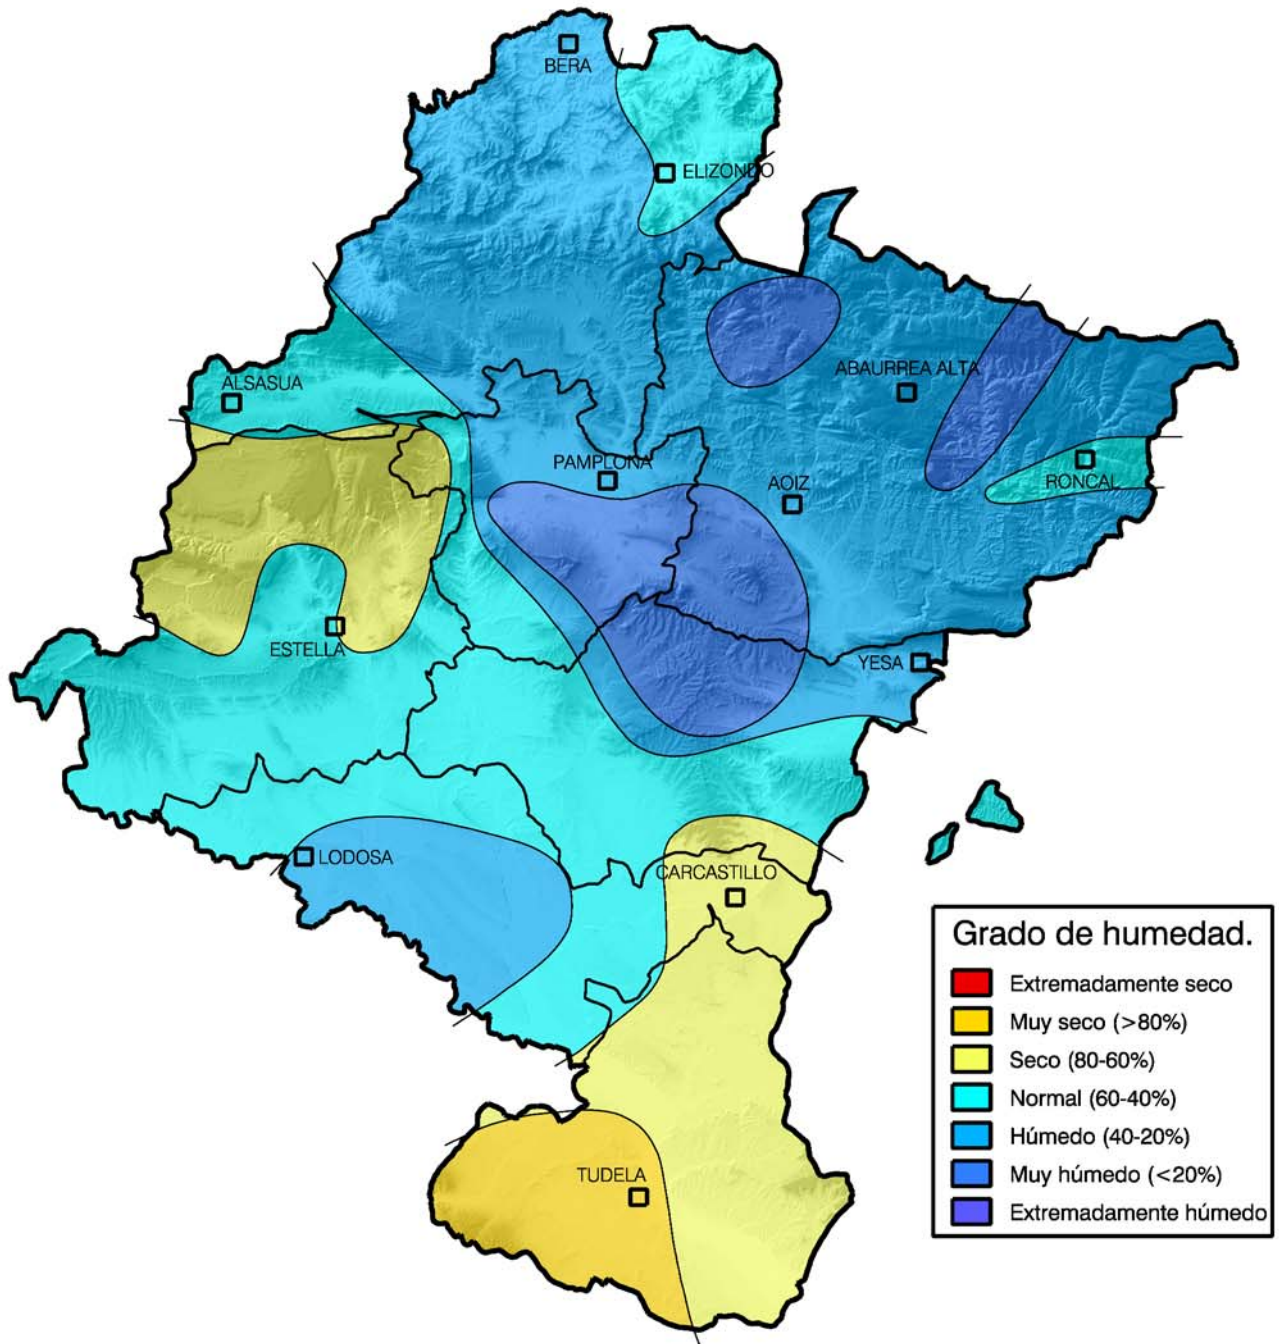 BERA
ELIZONDO
ABAURREA ALTA
ALSASUA
PAMPLONA
AOIZ
RONCAL
ESTELLA
YESA
LODOSA
CARCASTILLO
TUDELA
Grado de humedad.
Extremadamente seco
Muy seco (>80%)
Seco (80-60%)
Normal (60-40%)
Húmedo (40-20%)
Muy húmedo (<20%)
Extremadamente húmedo